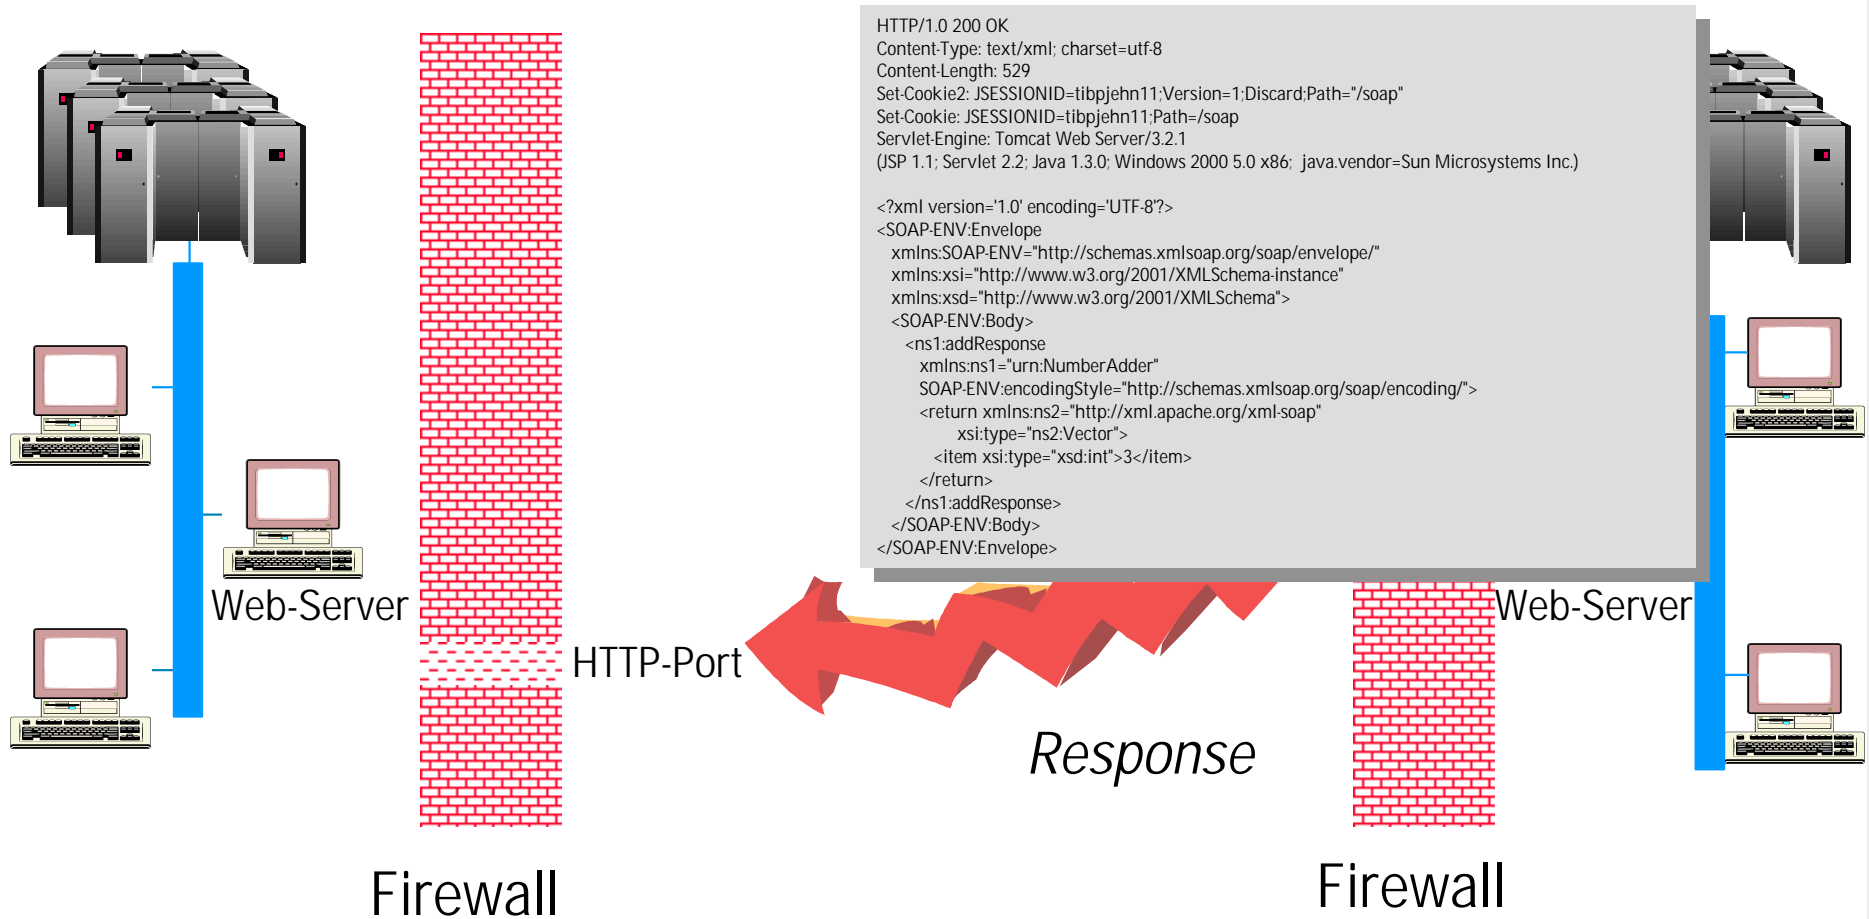 HTTP/1.0 200 OK
Content-Type: text/xml; charset=utf-8
Content-Length: 529
Set-Cookie2: JSESSIONID=tibpjehn11;Version=1;Discard;Path="/soap"
Set-Cookie: JSESSIONID=tibpjehn11;Path=/soap
Servlet-Engine: Tomcat Web Server/3.2.1
(JSP 1.1; Servlet 2.2; Java 1.3.0; Windows 2000 5.0 x86; java.vendor=Sun Microsystems Inc.)
<?xml version='1.0' encoding='UTF-8'?>
<SOAP-ENV:Envelope
xmlns:SOAP-ENV="http://schemas.xmlsoap.org/soap/envelope/"
xmlns:xsi="http://www.w3.org/2001/XMLSchema-instance"
xmlns:xsd="http://www.w3.org/2001/XMLSchema">
<SOAP-ENV:Body>
<ns1:addResponse
xmlns:ns1="urn:NumberAdder"
SOAP-ENV:encodingStyle="http://schemas.xmlsoap.org/soap/encoding/">
<return xmlns:ns2="http://xml.apache.org/xml-soap"
xsi:type="ns2:Vector">
<item xsi:type="xsd:int">3</item>
</return>
</ns1:addResponse>
</SOAP-ENV:Body>
</SOAP-ENV:Envelope>
Web-Server
Web-Server
HTTP-Port
Response
Firewall
Firewall